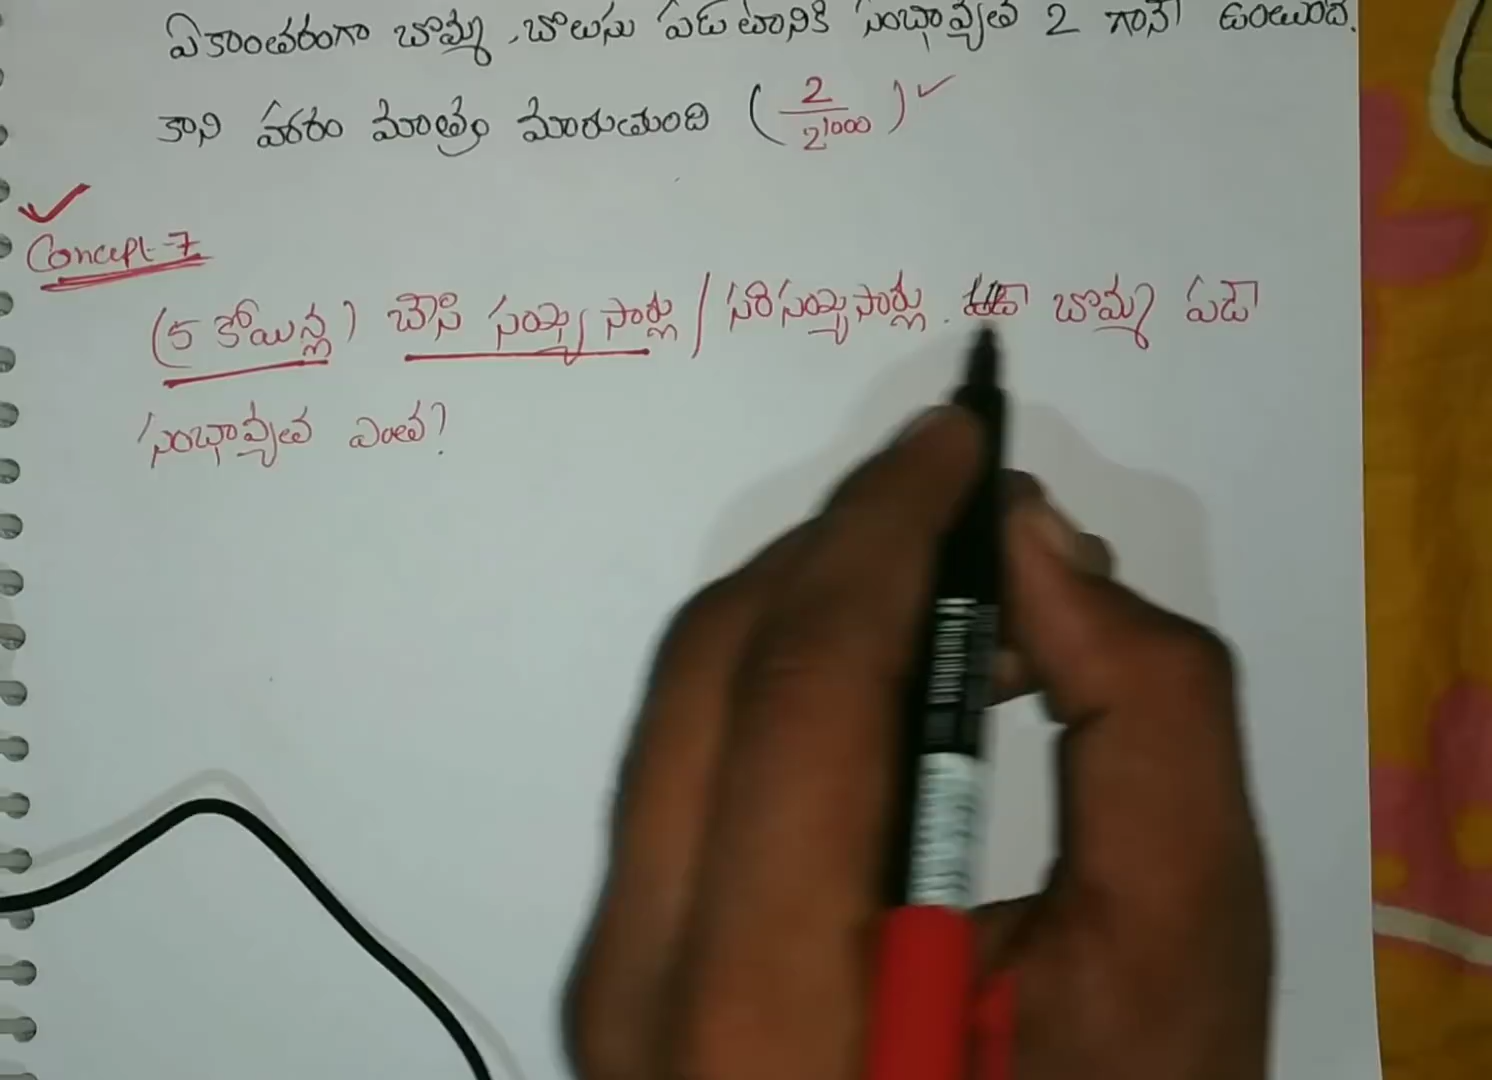 ఏకాంతరంగా బొమ్మ, బొలుసు పడటానికి సంభావ్యత 2 గానే ఉంటుంది.
కాని హారం మాత్రం మారుతుంది (2/2^1000) ✓
✓
Concept-7
(5 కోయిన్ల) బేసి సంఖ్య సార్లు / సరిసంఖ్య సార్లు. బొమ్మ పడే
సంభావ్యత ఎంత?